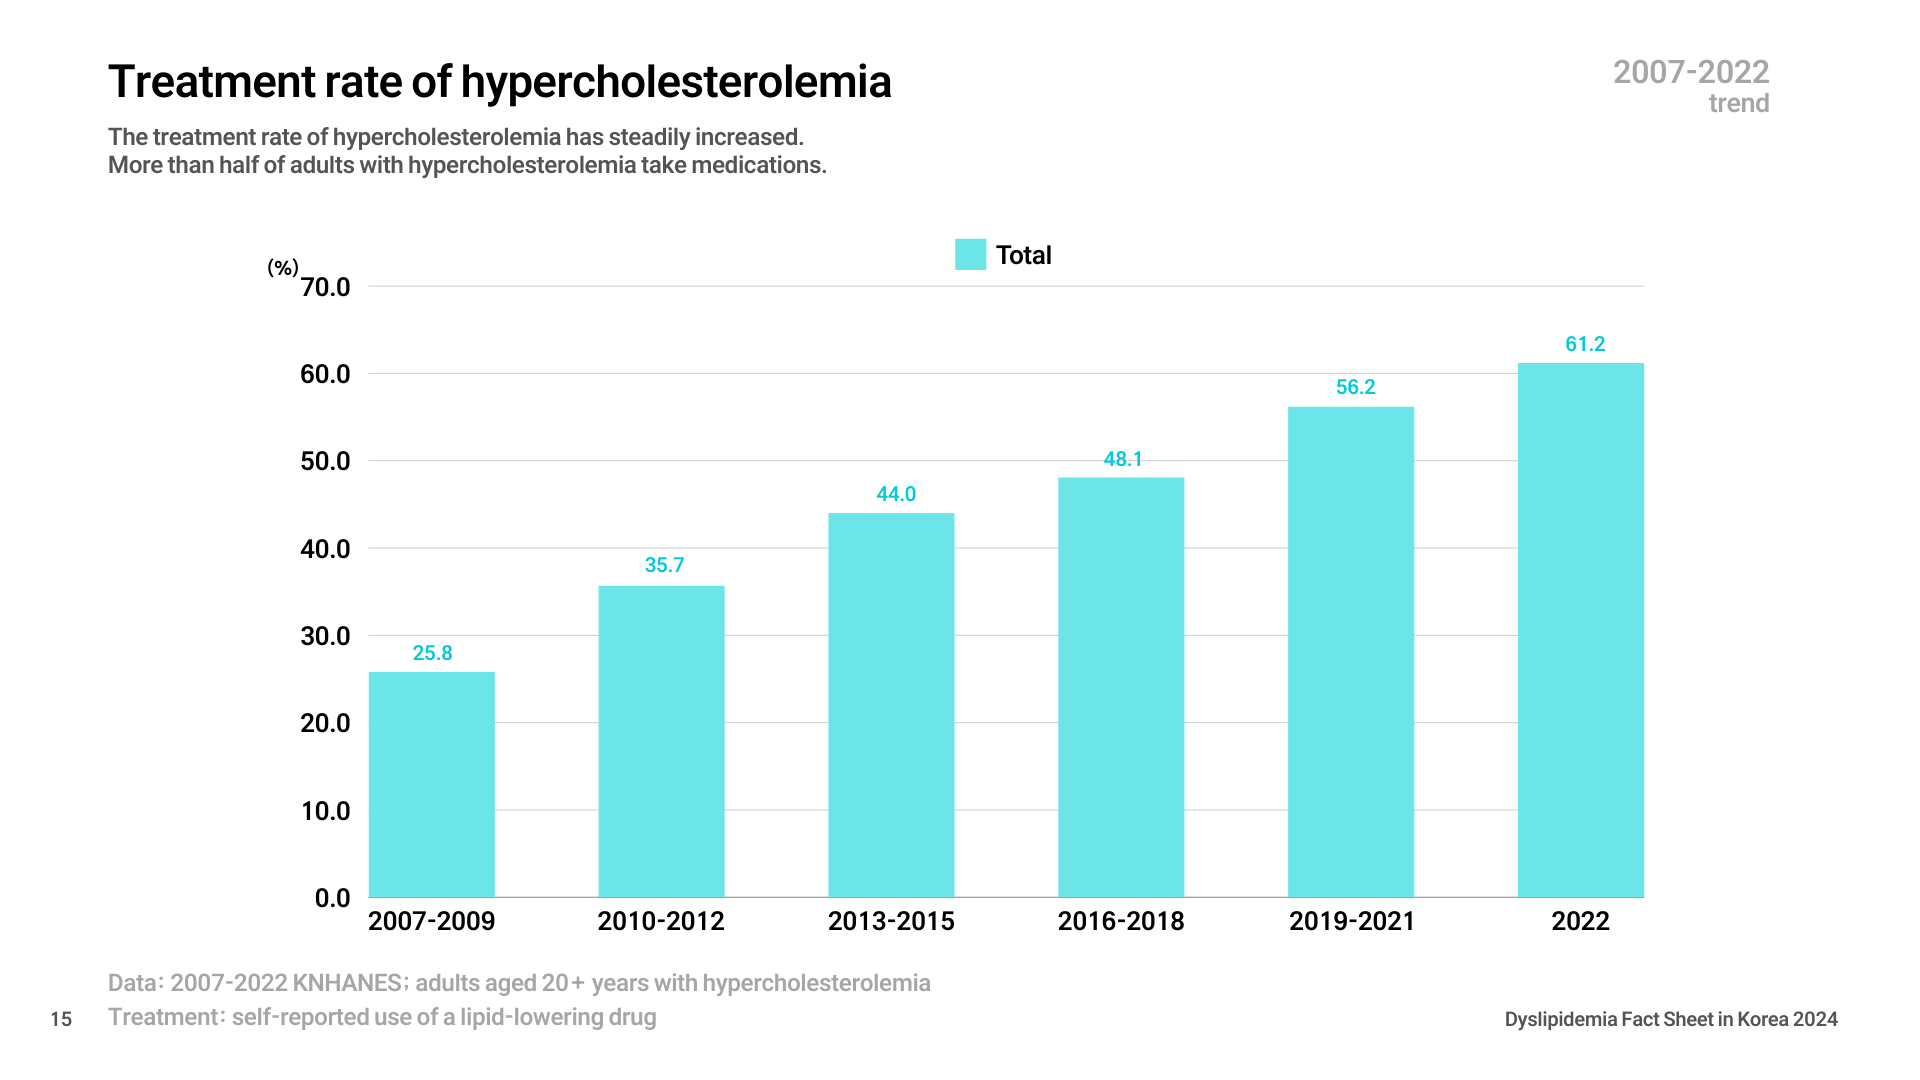 Treatment rate of hypercholesterolemia
2007-2022
trend
The treatment rate of hypercholesterolemia has steadily increased.
More than half of adults with hypercholesterolemia take medications.
Total
(%)
70.0
60.0
50.0
40.0
30.0
20.0
10.0
0.0
25.8
35.7
44.0
48.1
56.2
61.2
2007-2009
2010-2012
2013-2015
2016-2018
2019-2021
2022
Data: 2007-2022 KNHANES; adults aged 20+ years with hypercholesterolemia
Treatment: self-reported use of a lipid-lowering drug
15
Dyslipidemia Fact Sheet in Korea 2024